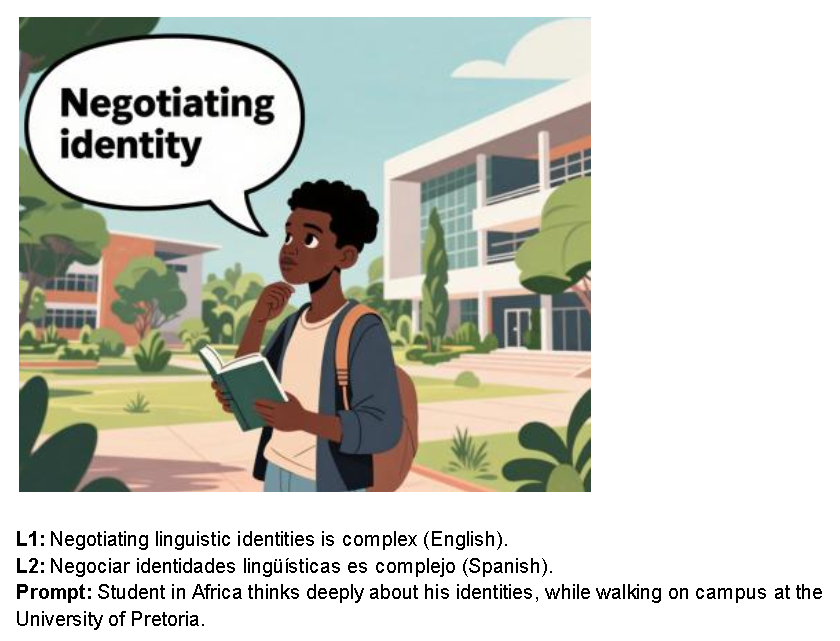 Negotiating
identity
L1: Negotiating linguistic identities is complex (English).
L2: Negociar identidades lingüísticas es complejo (Spanish).
Prompt: Student in Africa thinks deeply about his identities, while walking on campus at the
University of Pretoria.